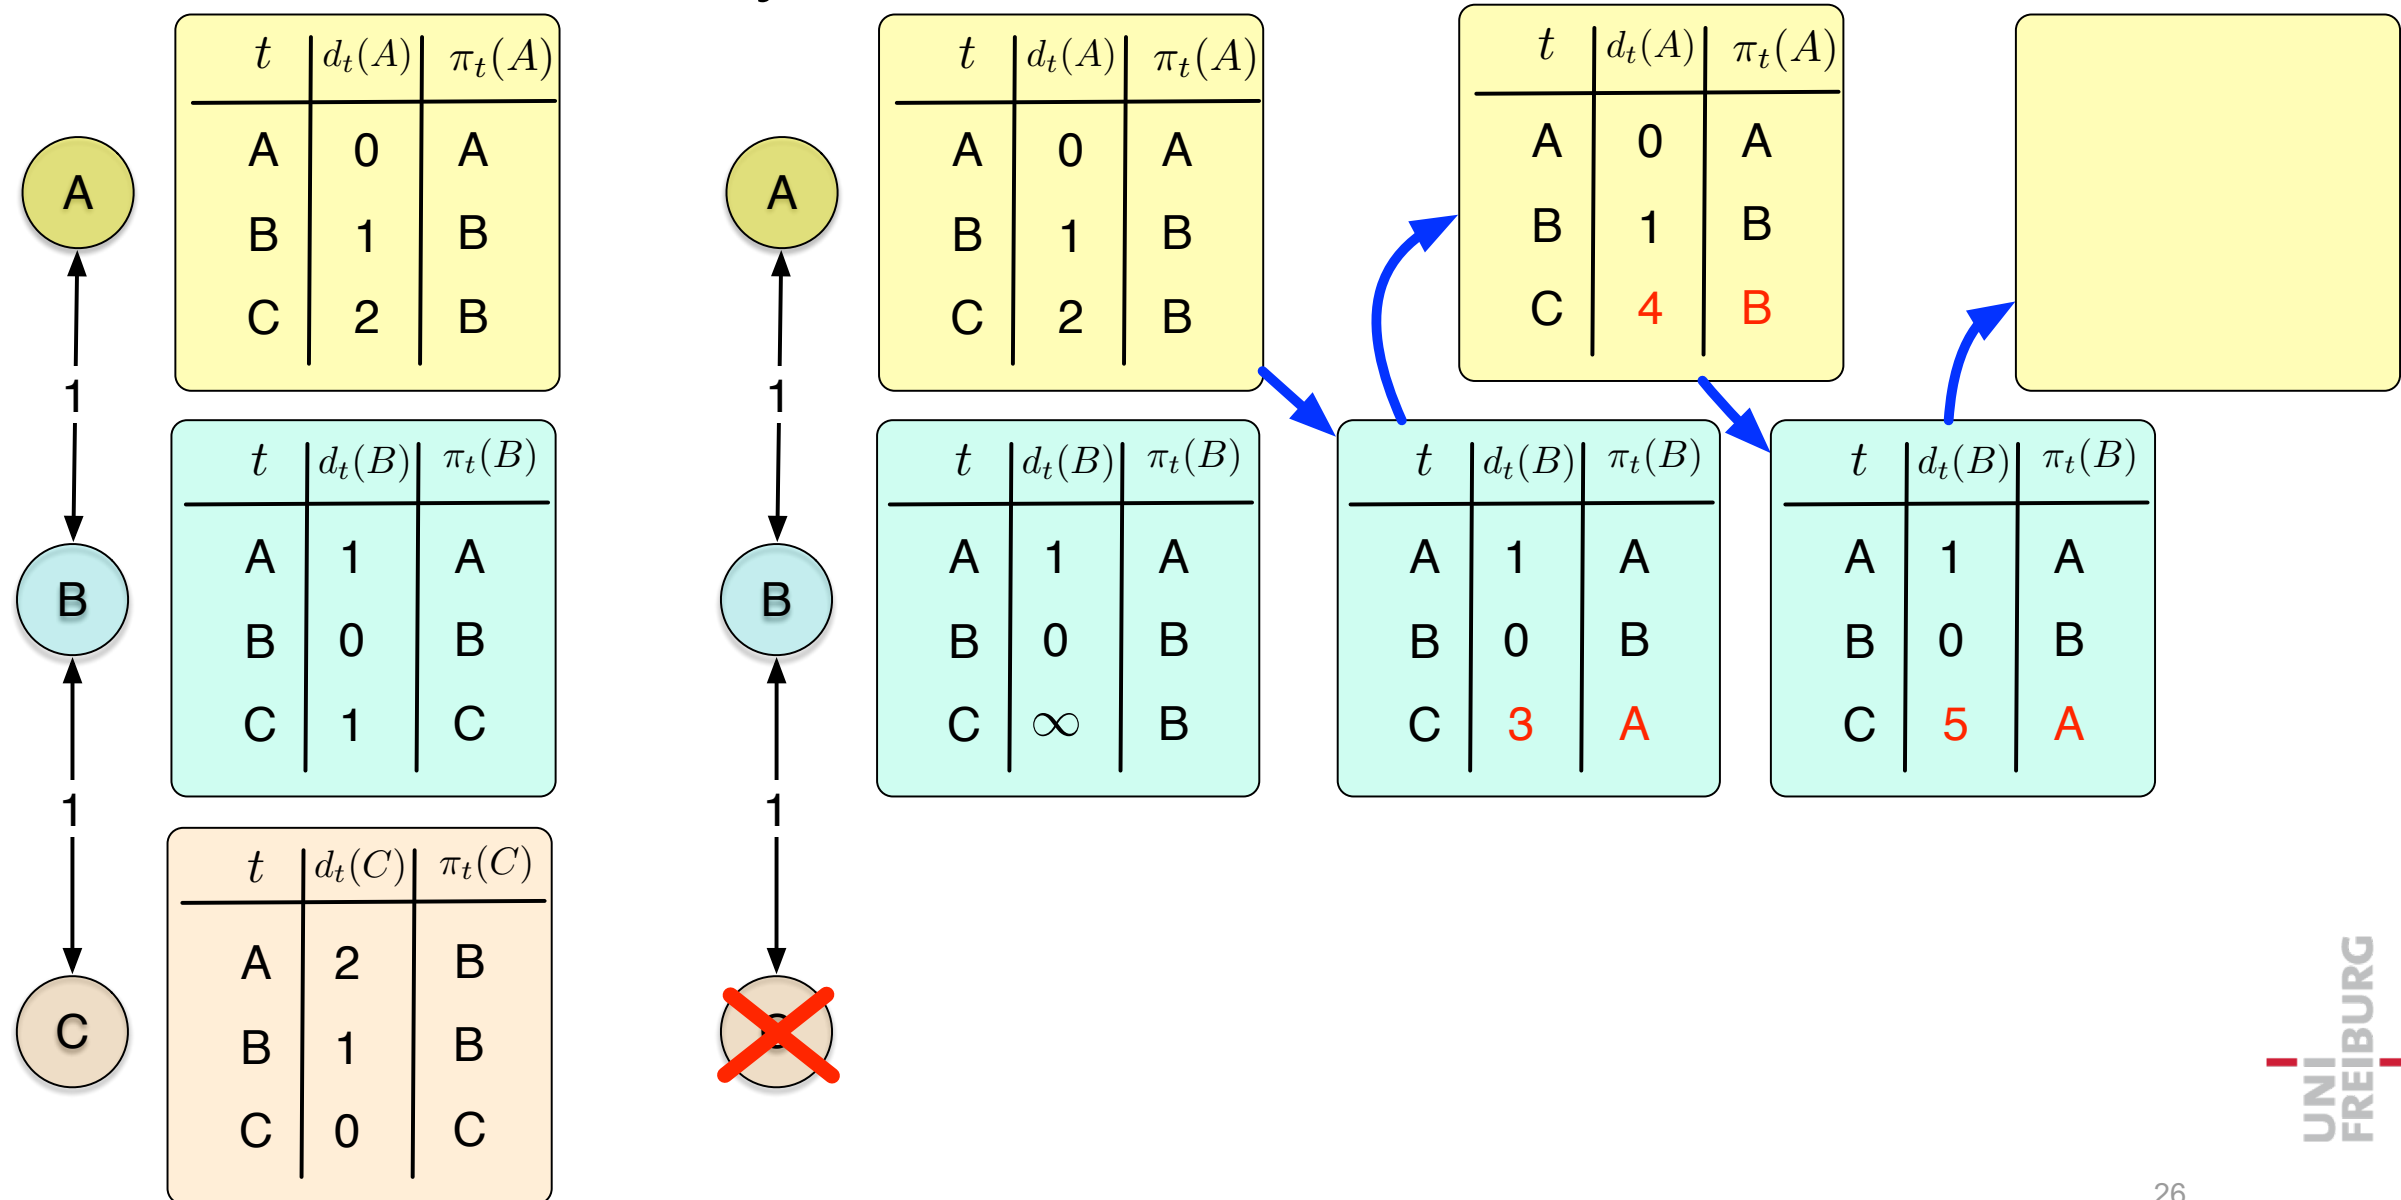 t d_t(A) π_t(A)
A 0 A
B 1 B
C 2 B
t d_t(B) π_t(B)
A 1 A
B 0 B
C 1 C
t d_t(C) π_t(C)
A 2 B
B 1 B
C 0 C
A
1
B
1
C
A
1
B
1
t d_t(A) π_t(A)
A 0 A
B 1 B
C 2 B
t d_t(B) π_t(B)
A 1 A
B 0 B
C ∞ B
t d_t(B) π_t(B)
A 1 A
B 0 B
C 3 A
t d_t(A) π_t(A)
A 0 A
B 1 B
C 4 B
t d_t(B) π_t(B)
A 1 A
B 0 B
C 5 A
UNI
FREIBURG
26